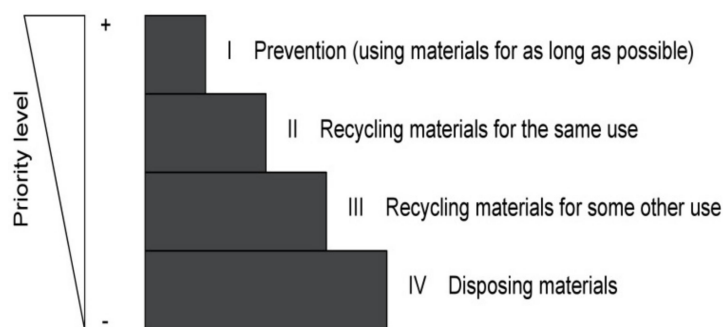 +
I Prevention (using materials for as long as possible)
II Recycling materials for the same use
Priority level
III Recycling materials for some other use
IV Disposing materials
-